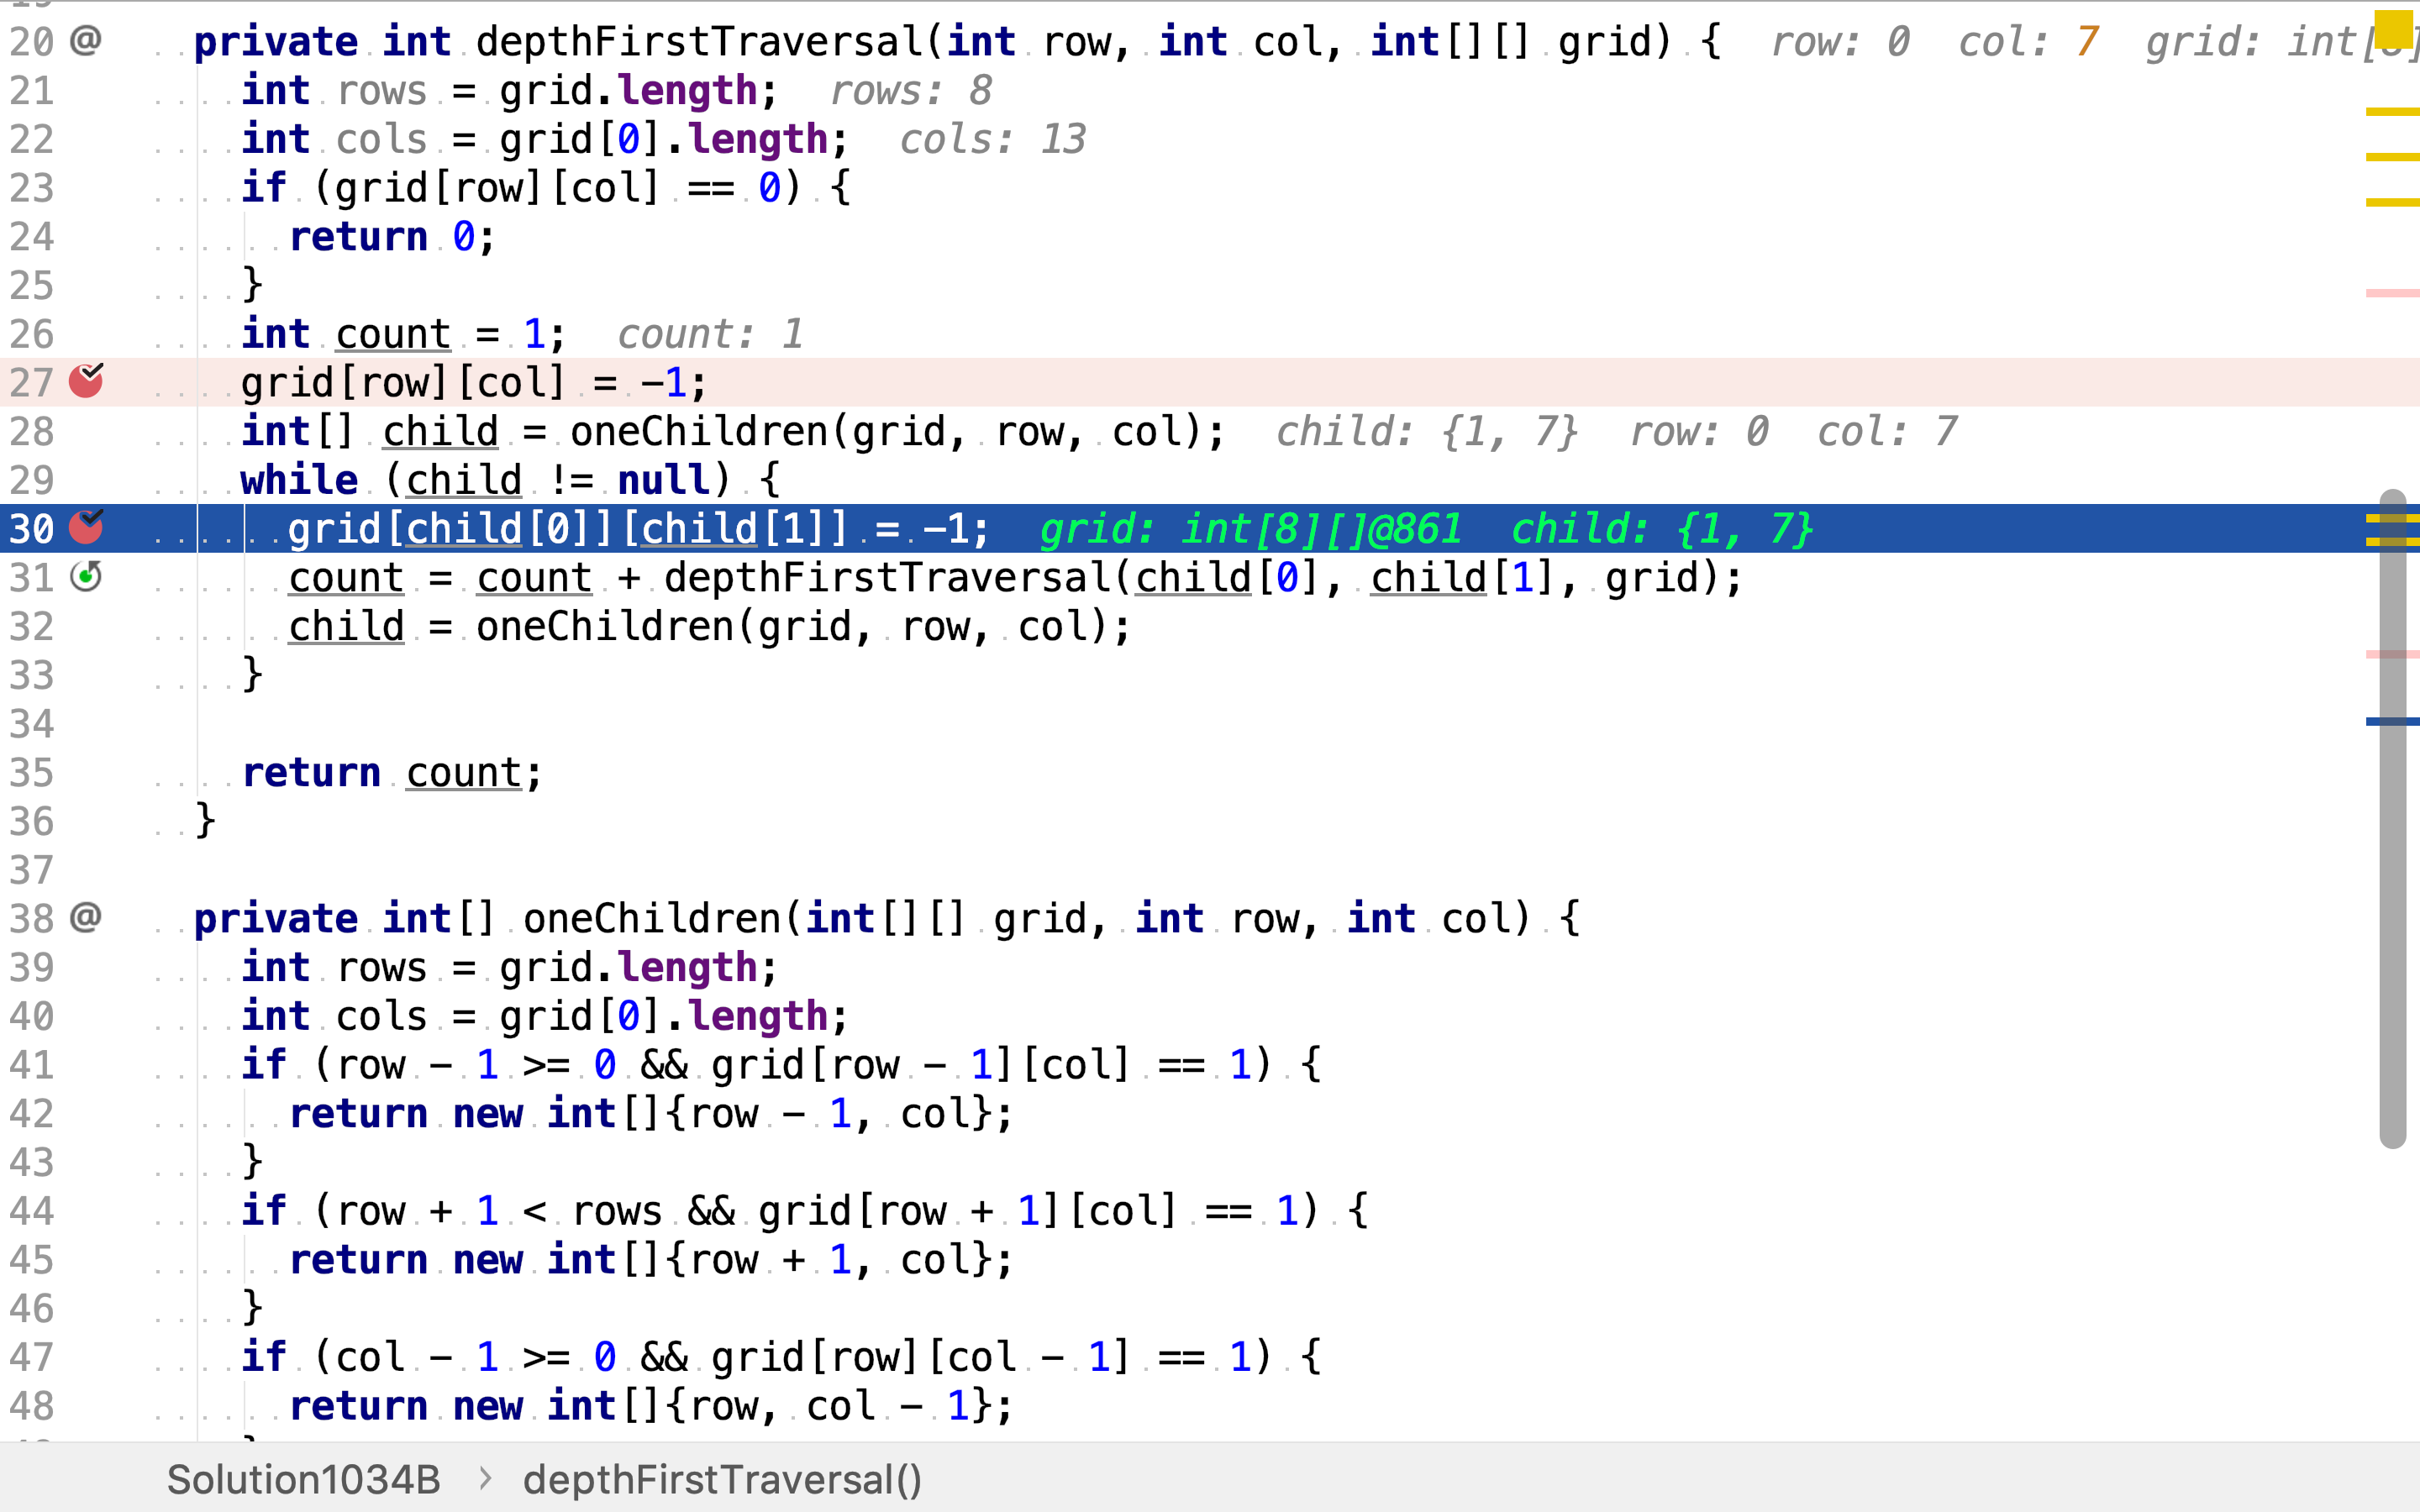 20 @ private int depthFirstTraversal(int row, int col, int[][] grid) { row: 0 col: 7 grid: int[8]
21 int rows = grid.length; rows: 8
22 int cols = grid[0].length; cols: 13
23 if (grid[row][col] == 0) {
24 return 0;
25 }
26 int count = 1; count: 1
27 grid[row][col] = -1;
28 int[] child = oneChildren(grid, row, col); child: {1, 7} row: 0 col: 7
29 while (child != null) {
30 grid[child[0]][child[1]] = -1; grid: int[8][]@861 child: {1, 7}
31 count = count + depthFirstTraversal(child[0], child[1], grid);
32 child = oneChildren(grid, row, col);
33 }
34
35 return count;
36 }
37
38 @ private int[] oneChildren(int[][] grid, int row, int col) {
39 int rows = grid.length;
40 int cols = grid[0].length;
41 if (row - 1 >= 0 && grid[row - 1][col] == 1) {
42 return new int[]{row - 1, col};
43 }
44 if (row + 1 < rows && grid[row + 1][col] == 1) {
45 return new int[]{row + 1, col};
46 }
47 if (col - 1 >= 0 && grid[row][col - 1] == 1) {
48 return new int[]{row, col - 1};
Solution1034B > depthFirstTraversal()